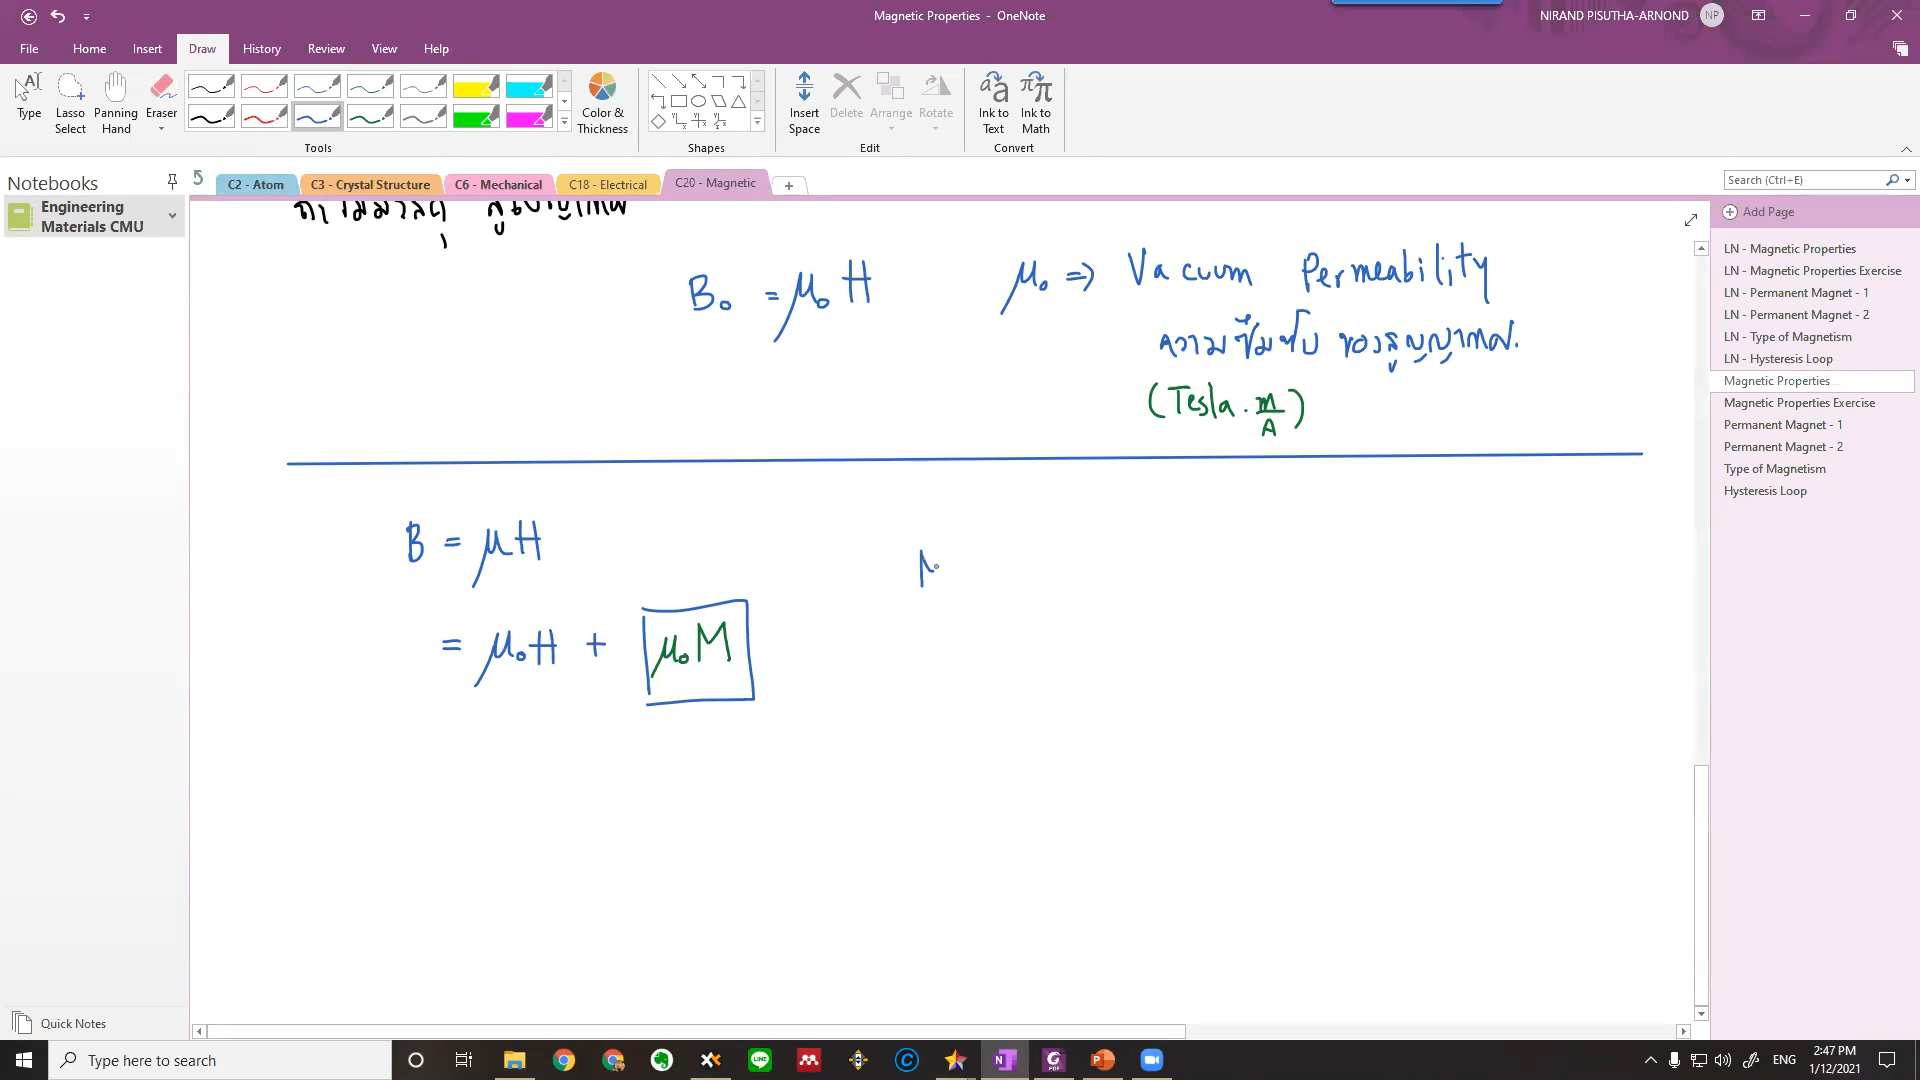 Magnetic Properties - OneNote
NIRAND PISUTHA-ARNOND NP
File Home Insert Draw History Review View Help
Type
Lasso Select
Panning Hand
Eraser
Color & Thickness
Insert Space
Delete
Arrange
Rotate
Ink to Text
Ink to Math
Tools
Shapes
Edit
Convert
Notebooks
C2 - Atom
C3 - Crystal Structure
C6 - Mechanical
C18 - Electrical
C20 - Magnetic
Search (Ctrl+E)
Engineering Materials CMU
Add Page
LN - Magnetic Properties
LN - Magnetic Properties Exercise
LN - Permanent Magnet - 1
LN - Permanent Magnet - 2
LN - Type of Magnetism
LN - Hysteresis Loop
Magnetic Properties
Magnetic Properties Exercise
Permanent Magnet - 1
Permanent Magnet - 2
Type of Magnetism
Hysteresis Loop
B₀ = μ₀ H
μ₀ ⇒ Vacuum Permeability
ความซึมซับ ของสุญญากาศ.
(Tesla · m/A)
B = μH
= μ₀H + μ₀M
Quick Notes
Type here to search
ENG
2:47 PM
1/12/2021